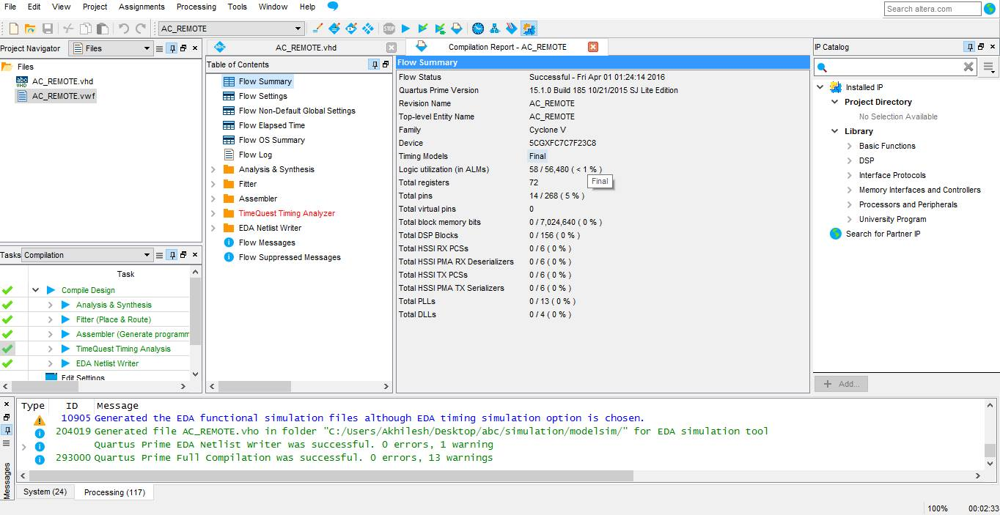 File Edit View Project Assignments Processing Tools Window Help
Search altera.com
AC_REMOTE
Project Navigator Files
Files
AC_REMOTE.vhd
AC_REMOTE.vwf
Tasks Compilation
Task
Compile Design
Analysis & Synthesis
Fitter (Place & Route)
Assembler (Generate programm
TimeQuest Timing Analysis
EDA Netlist Writer
Edit Settings
abc AC_REMOTE.vhd
Compilation Report - AC_REMOTE
Table of Contents
Flow Summary
Flow Settings
Flow Non-Default Global Settings
Flow Elapsed Time
Flow OS Summary
Flow Log
Analysis & Synthesis
Fitter
Assembler
TimeQuest Timing Analyzer
EDA Netlist Writer
Flow Messages
Flow Suppressed Messages
Flow Summary
Flow Status Successful - Fri Apr 01 01:24:14 2016
Quartus Prime Version 15.1.0 Build 185 10/21/2015 SJ Lite Edition
Revision Name AC_REMOTE
Top-level Entity Name AC_REMOTE
Family Cyclone V
Device 5CGXFC7C7F23C8
Timing Models Final
Logic utilization (in ALMs) 58 / 56,480 ( < 1 % )
Total registers 72
Final
Total pins 14 / 268 ( 5 % )
Total virtual pins 0
Total block memory bits 0 / 7,024,640 ( 0 % )
Total DSP Blocks 0 / 156 ( 0 % )
Total HSSI RX PCSs 0 / 6 ( 0 % )
Total HSSI PMA RX Deserializers 0 / 6 ( 0 % )
Total HSSI TX PCSs 0 / 6 ( 0 % )
Total HSSI PMA TX Serializers 0 / 6 ( 0 % )
Total PLLs 0 / 13 ( 0 % )
Total DLLs 0 / 4 ( 0 % )
IP Catalog
Installed IP
Project Directory
No Selection Available
Library
Basic Functions
DSP
Interface Protocols
Memory Interfaces and Controllers
Processors and Peripherals
University Program
Search for Partner IP
+ Add...
Messages
Type ID Message
10905 Generated the EDA functional simulation files although EDA timing simulation option is chosen.
204019 Generated file AC_REMOTE.vho in folder "C:/Users/Akhilesh/Desktop/abc/simulation/modelsim/" for EDA simulation tool
Quartus Prime EDA Netlist Writer was successful. 0 errors, 1 warning
293000 Quartus Prime Full Compilation was successful. 0 errors, 13 warnings
System (24) Processing (117)
100% 00:02:33